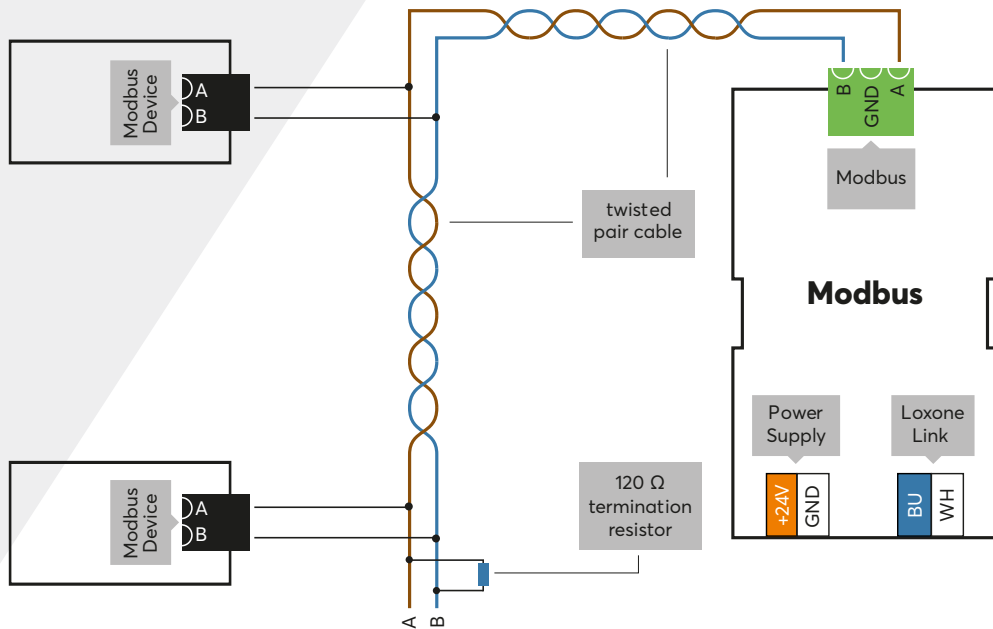 Modbus
Device
A
B
B
GND
A
Modbus
twisted
pair cable
Modbus
Power
Supply
Loxone
Link
+24V
GND
BU
WH
120 Ω
termination
resistor
Modbus
Device
A
B
A
B